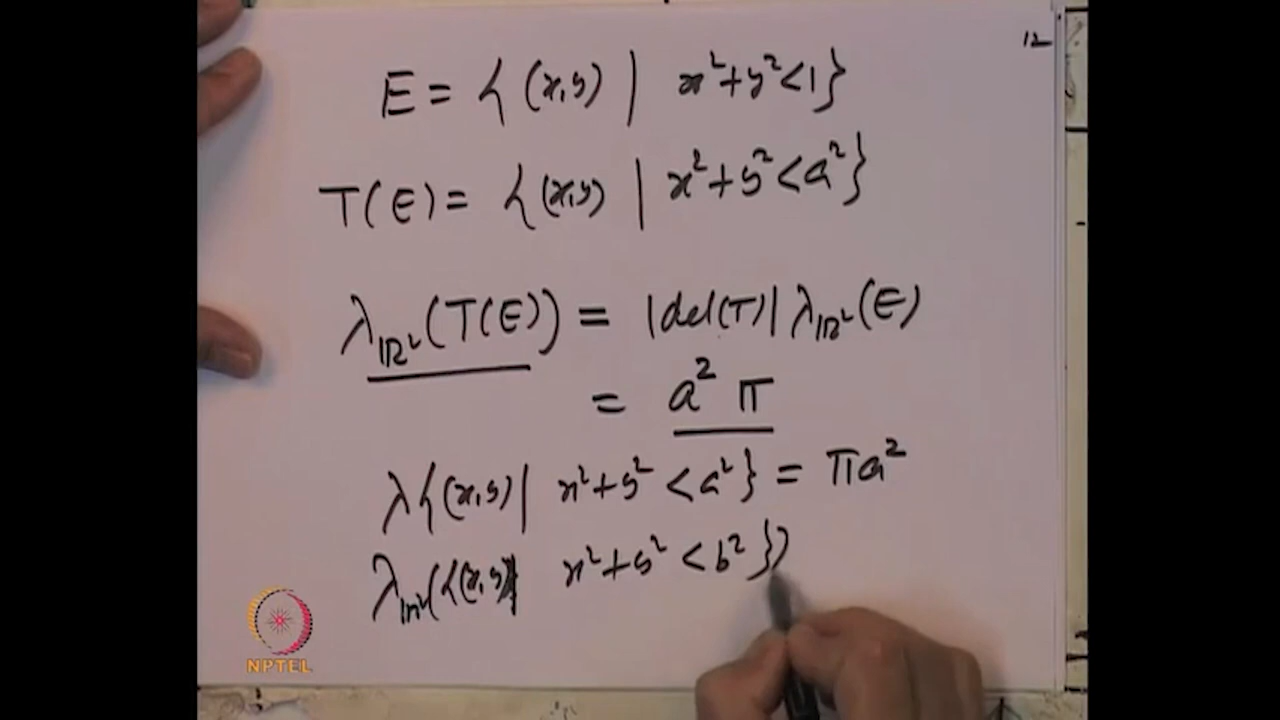 12
E = {(x,y) | x²+y²<1}
T(E) = {(x,y) | x²+y²<a²}
λ_ℝ²(T(E)) = |det(T)| λ_ℝ²(E)
= a² π
λ{(x,y) | x²+y² <a²} = πa²
λ_ℝ²({(x,y)| x²+y² <b²})
NPTEL